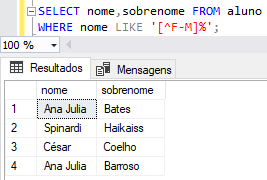 SELECT nome,sobrenome FROM aluno
WHERE nome LIKE '[^F-M]%';
100 %
Resultados Mensagens
nome sobrenome
1 Ana Julia Bates
2 Spinardi Haikaiss
3 César Coelho
4 Ana Julia Barroso